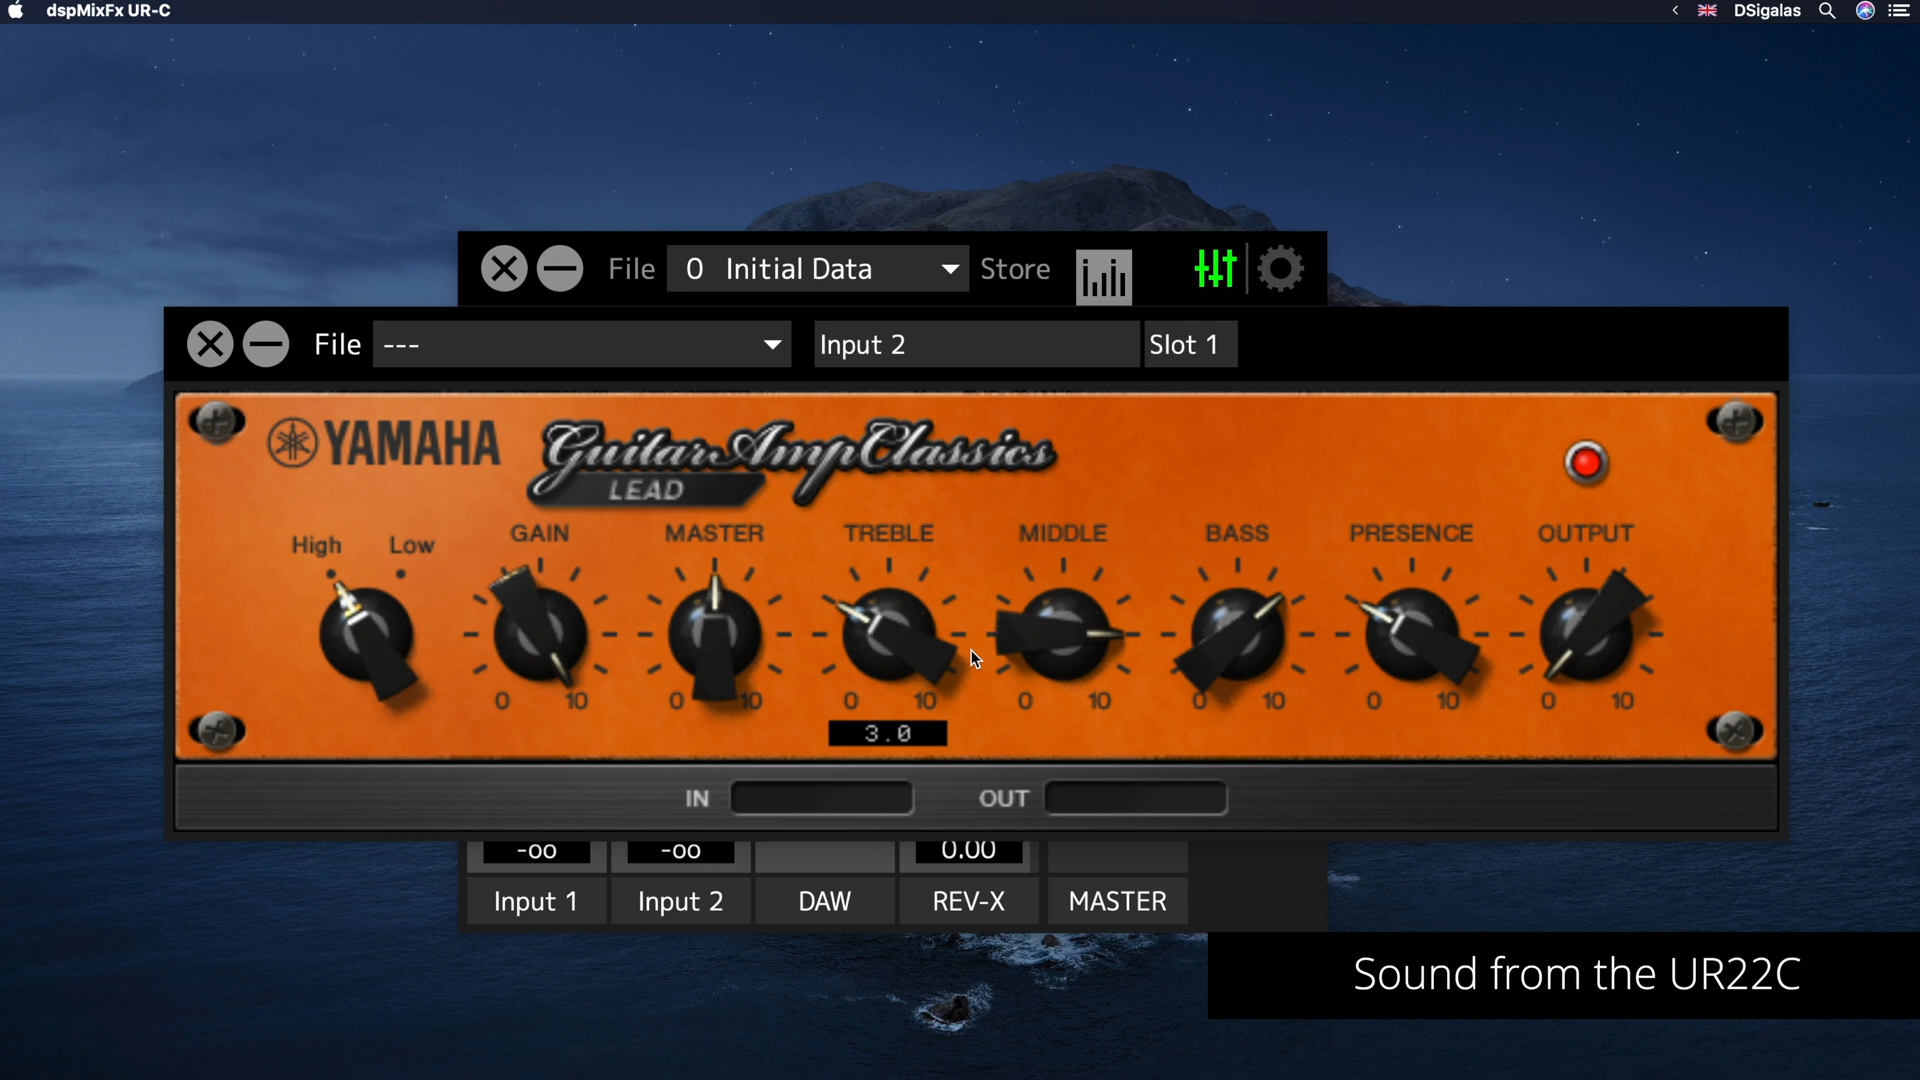 dspMixFx UR-C
DSigalas
File 0 Initial Data Store
File --- Input 2 Slot 1
YAMAHA GuitarAmpClassics
LEAD
High Low GAIN MASTER TREBLE MIDDLE BASS PRESENCE OUTPUT
0 10 0 10 0 10 0 10 0 10 0 10 0 10
3.0
IN OUT
-oo -oo 0.00
Input 1 Input 2 DAW REV-X MASTER
Sound from the UR22C